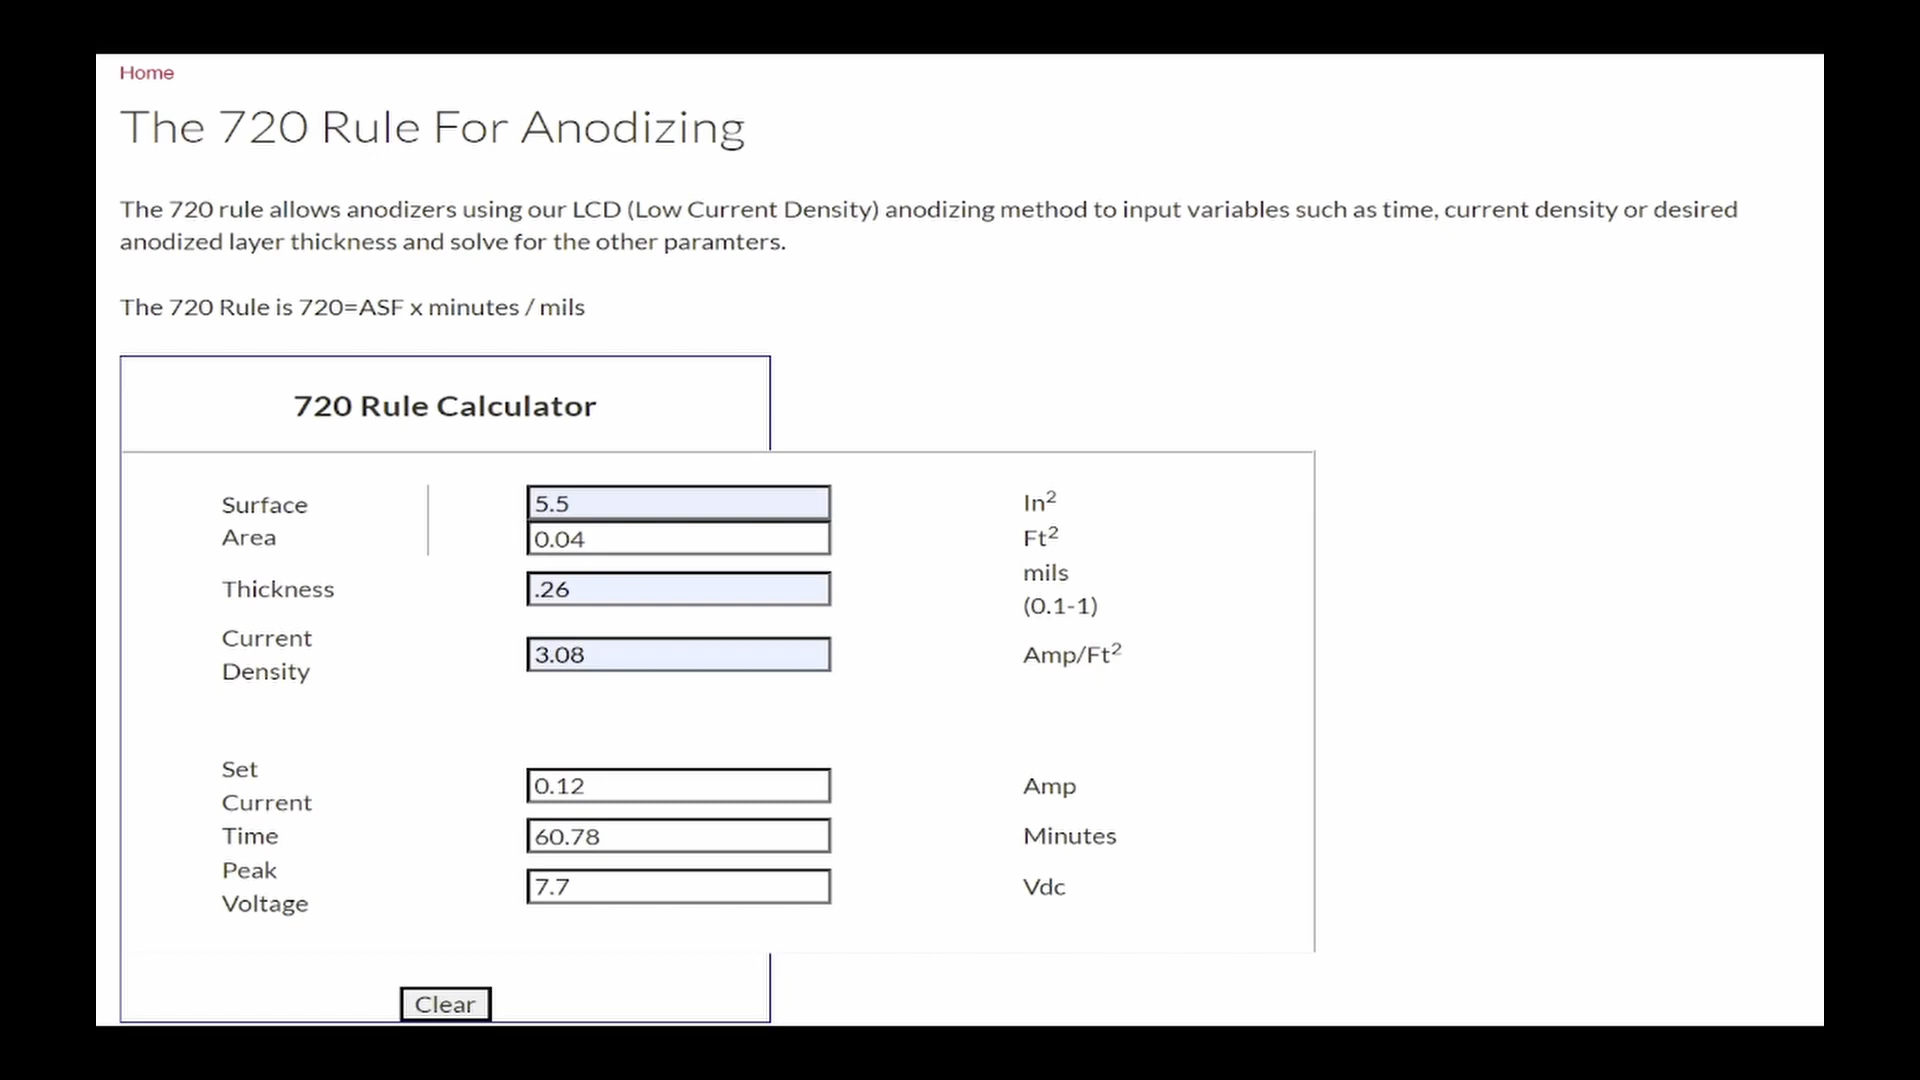 Home
The 720 Rule For Anodizing
The 720 rule allows anodizers using our LCD (Low Current Density) anodizing method to input variables such as time, current density or desired
anodized layer thickness and solve for the other paramters.
The 720 Rule is 720=ASF x minutes / mils
720 Rule Calculator
Surface
Area
5.5
In²
0.04
Ft²
Thickness
.26
mils
(0.1-1)
Current
Density
3.08
Amp/Ft²
Set
Current
0.12
Amp
Time
60.78
Minutes
Peak
Voltage
7.7
Vdc
Clear